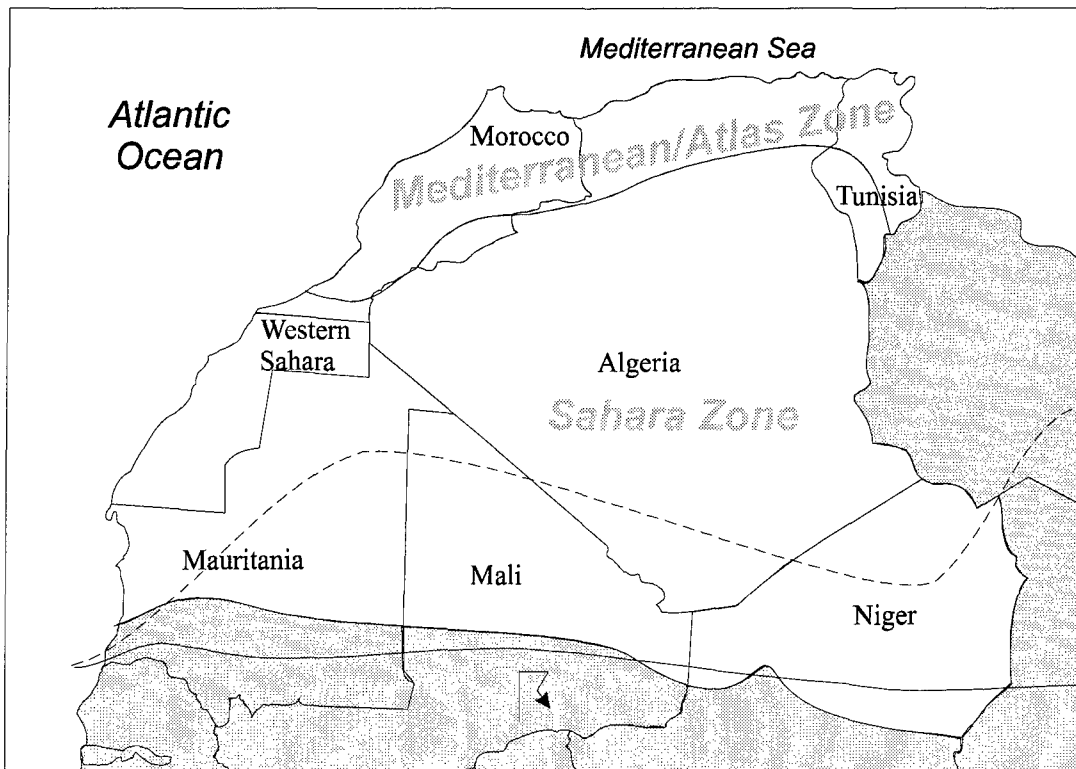 Mediterranean Sea
Atlantic
Ocean
Morocco
Mediterranean/Atlas Zone
Tunisia
Western
Sahara
Algeria
Sahara Zone
Mauritania
Mali
Niger